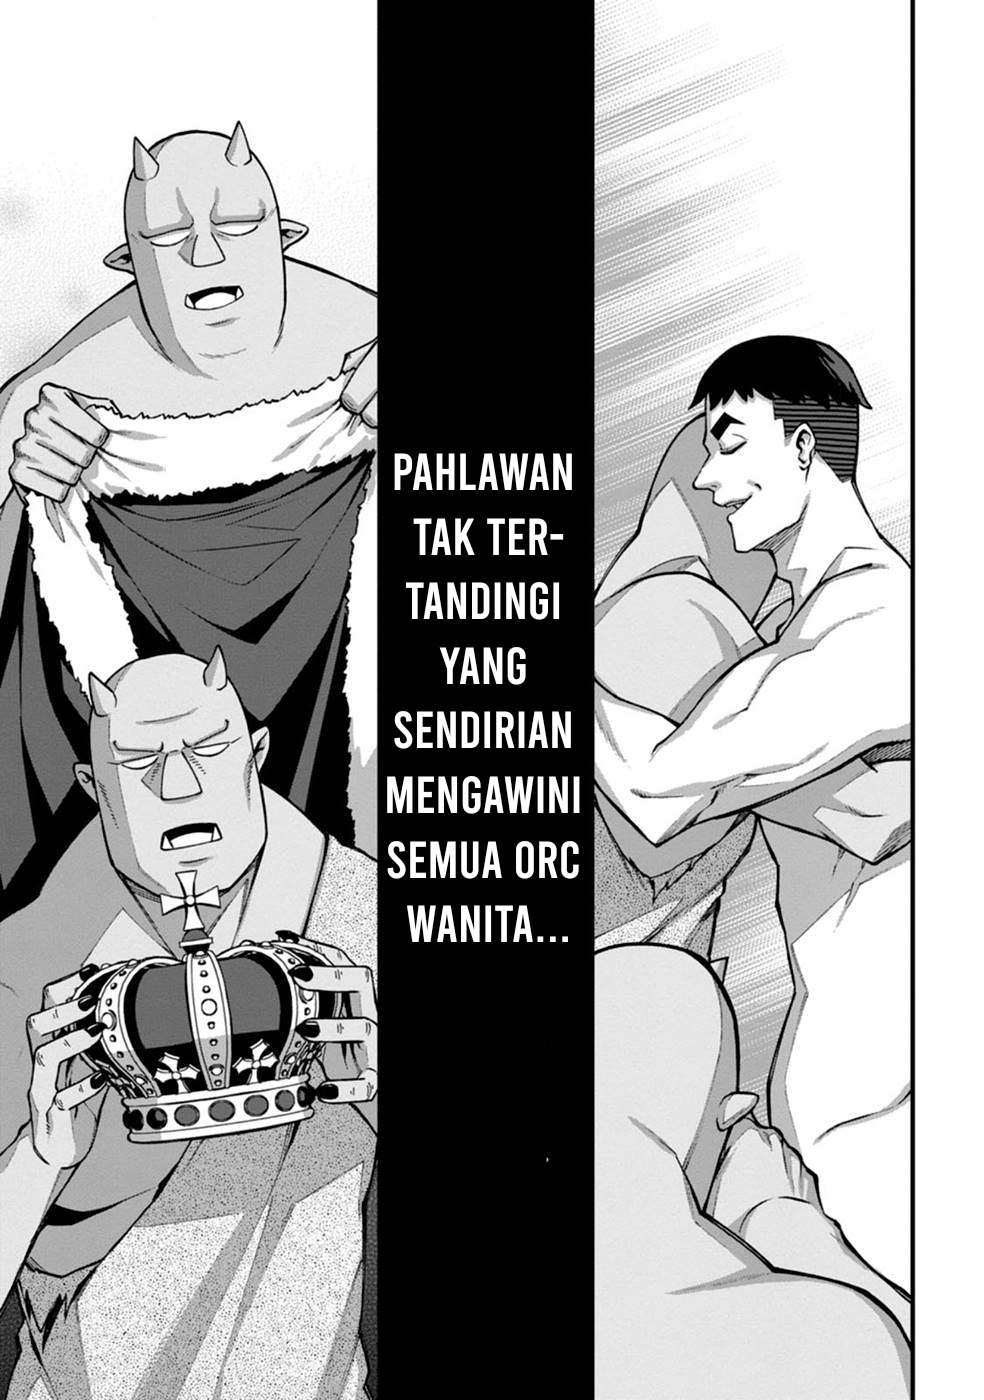 PAHLAWAN
TAK TER-
TANDINGI
YANG
SENDIRIAN
MENGAWINI
SEMUA ORC
WANITA...